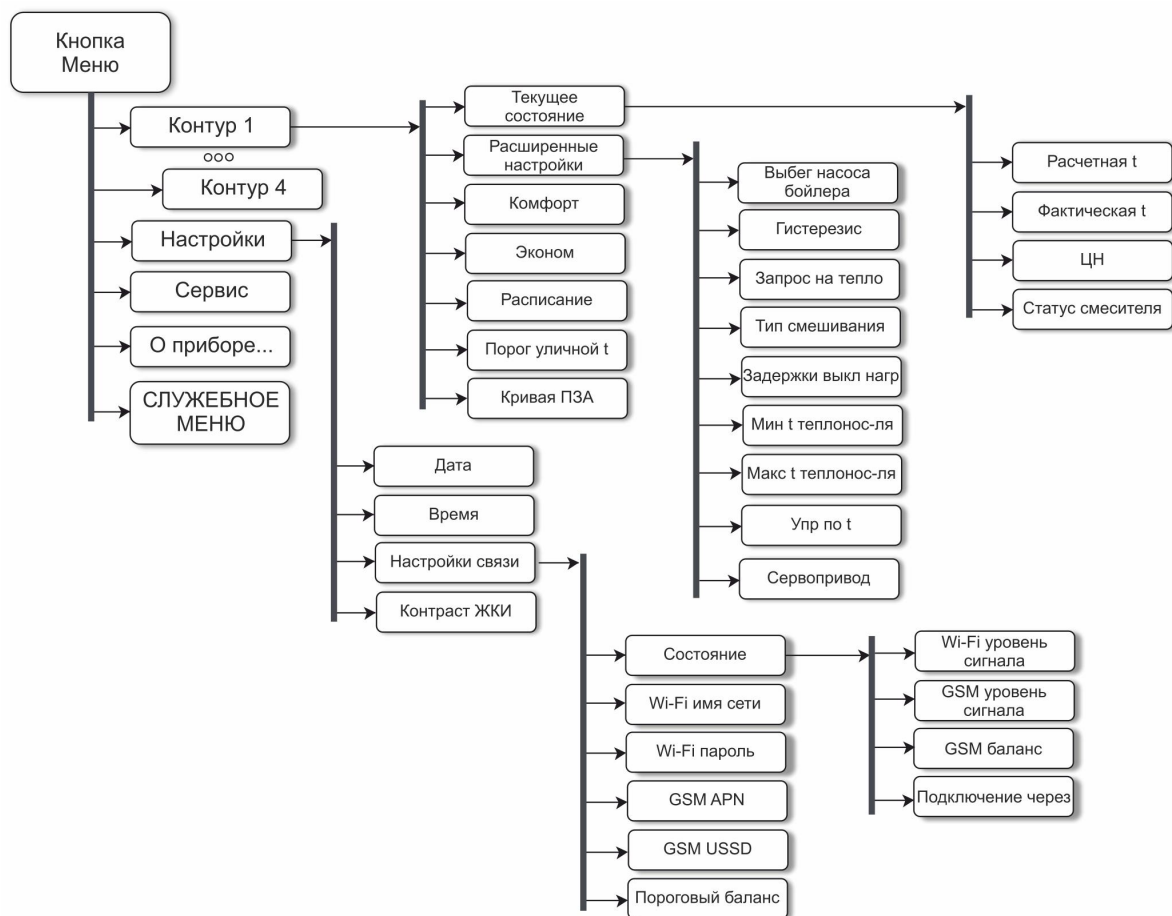 Кнопка
Меню
Контур 1
ооо
Контур 4
Настройки
Сервис
О приборе...
СЛУЖЕБНОЕ
МЕНЮ
Текущее
состояние
Расширенные
настройки
Комфорт
Эконом
Расписание
Порог уличной t
Кривая ПЗА
Расчетная t
Фактическая t
ЦН
Статус смесителя
Выбег насоса
бойлера
Гистерезис
Запрос на тепло
Тип смешивания
Задержки выкл нагр
Мин t теплонос-ля
Макс t теплонос-ля
Упр по t
Сервопривод
Дата
Время
Настройки связи
Контраст ЖКИ
Состояние
Wi-Fi имя сети
Wi-Fi пароль
GSM APN
GSM USSD
Пороговый баланс
Wi-Fi уровень
сигнала
GSM уровень
сигнала
GSM баланс
Подключение через